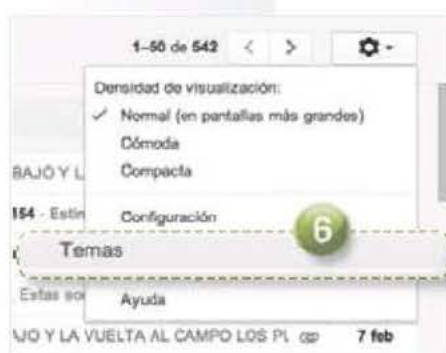 1–50 de 542 < >
Densidad de visualización:
✓ Normal (en pantallas más grandes)
Cómoda
Compacta
BAJO Y L
154 - Estin
Configuración
6
Temas
Estas so
Ayuda
AJO Y LA VUELTA AL CAMPO LOS PL 7 feb